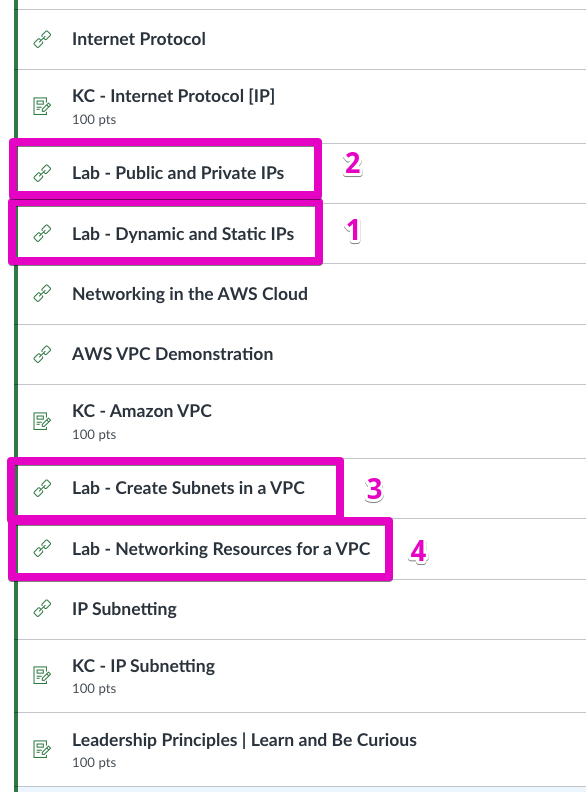 Internet Protocol
KC - Internet Protocol [IP]
100 pts
Lab - Public and Private IPs 2
Lab - Dynamic and Static IPs 1
Networking in the AWS Cloud
AWS VPC Demonstration
KC - Amazon VPC
100 pts
Lab - Create Subnets in a VPC 3
Lab - Networking Resources for a VPC 4
IP Subnetting
KC - IP Subnetting
100 pts
Leadership Principles | Learn and Be Curious
100 pts